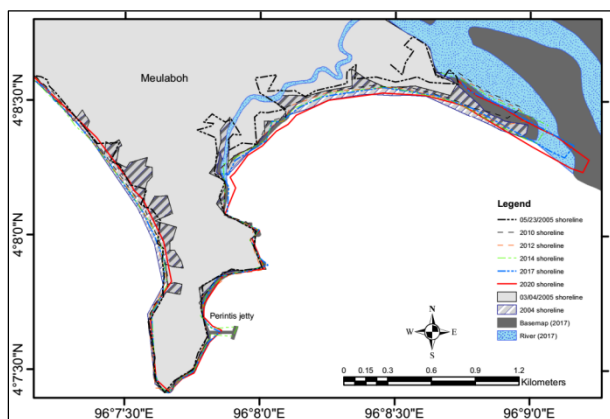 Meulaboh
4°8'30"N
4°8'0"N
4°7'30"N
Perintis jetty
Legend
05/23/2005 shoreline
2010 shoreline
2012 shoreline
2014 shoreline
2017 shoreline
2020 shoreline
03/04/2005 shoreline
2004 shoreline
Basemap (2017)
River (2017)
N
W E
S
0 0.15 0.3 0.6 0.9 1.2
Kilometers
96°7'30"E 96°8'0"E 96°8'30"E 96°9'0"E